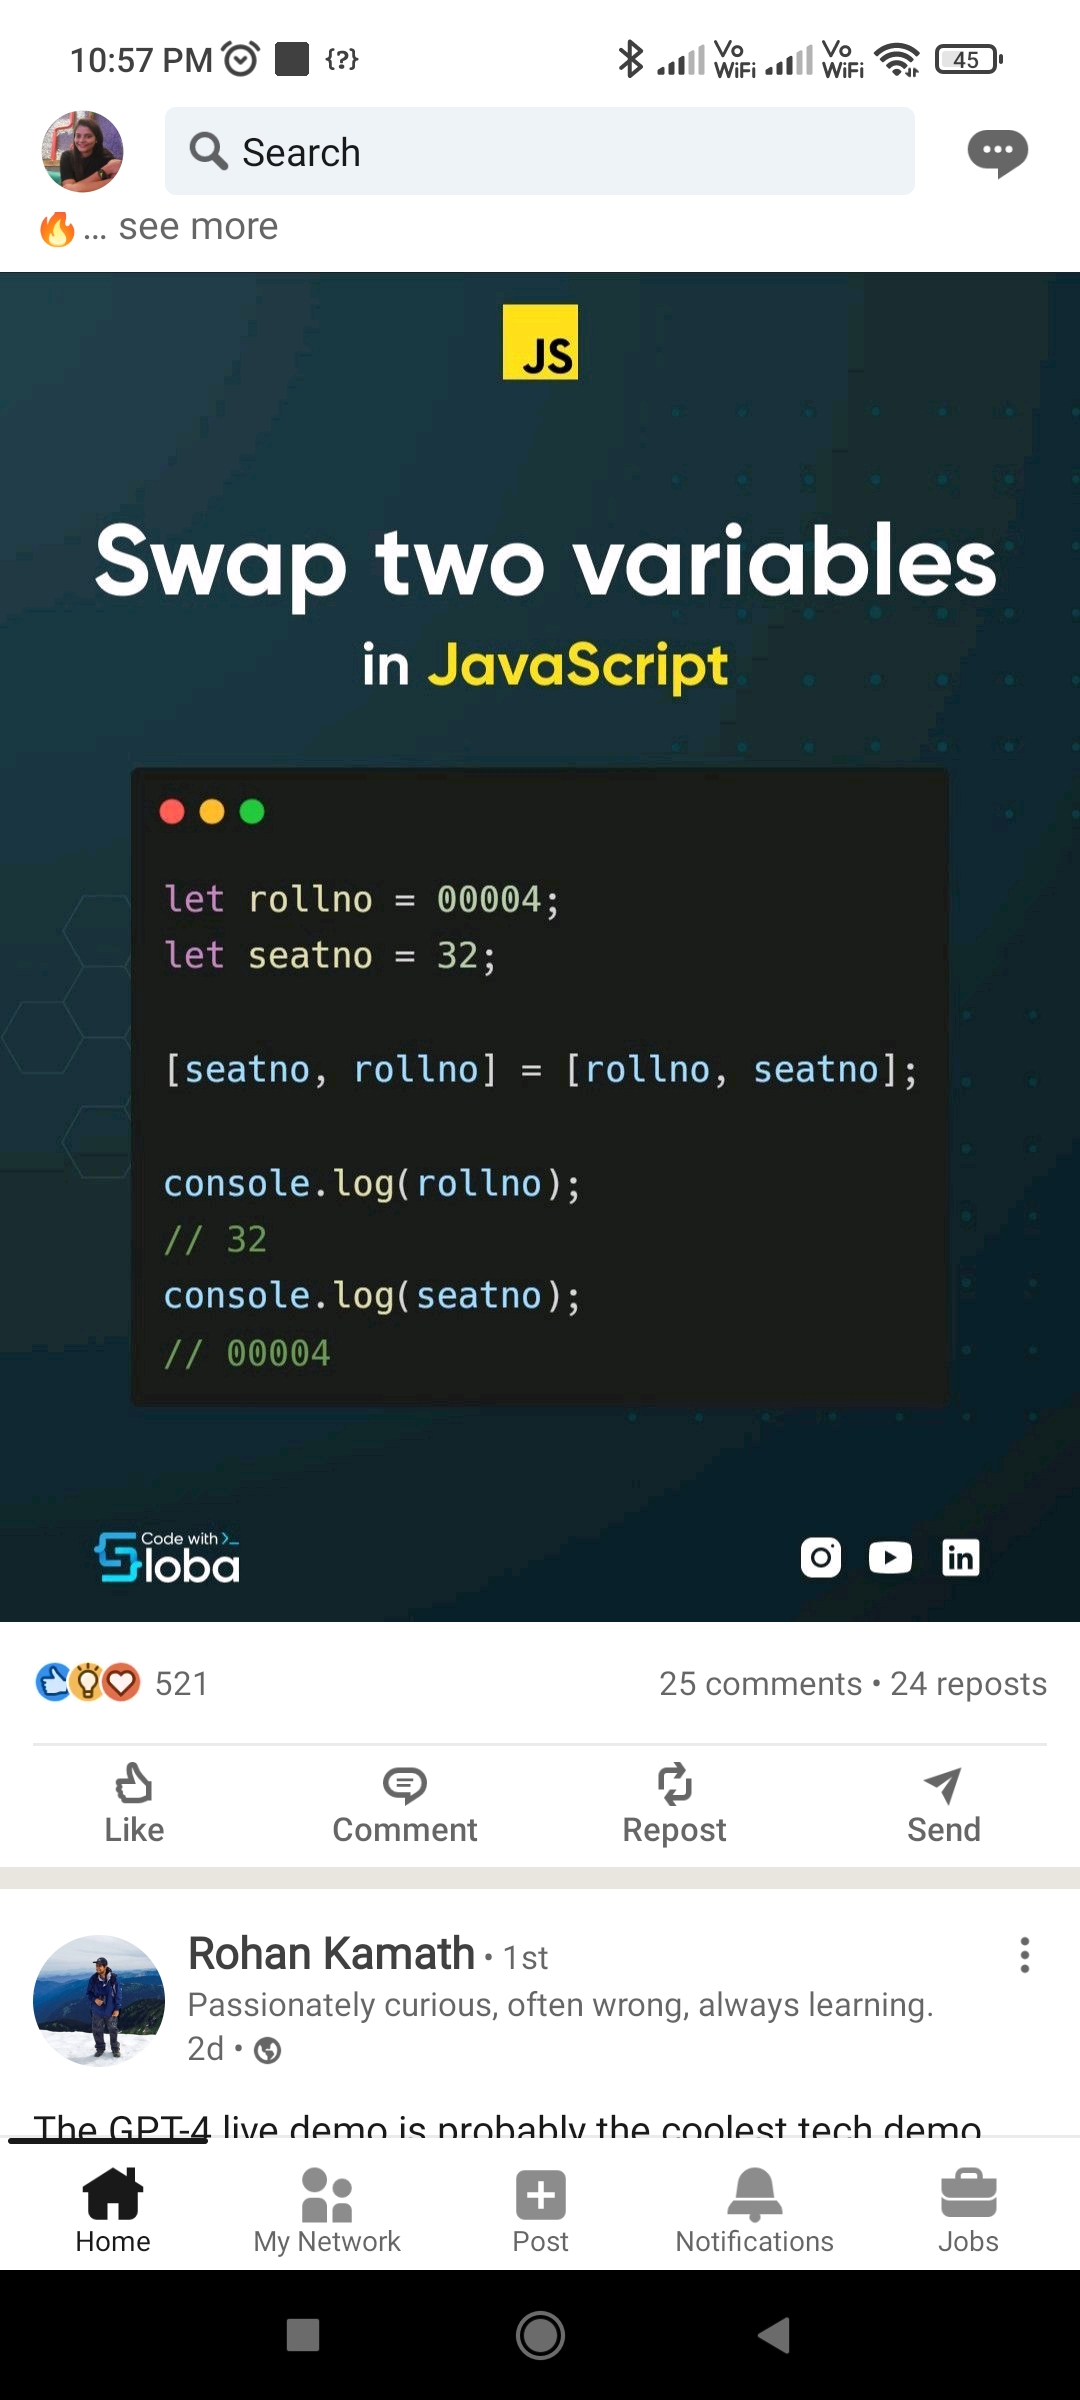 10:57 PM {?} Vo WiFi Vo WiFi 45
Search
... see more
JS
Swap two variables
in JavaScript
let rollno = 00004;
let seatno = 32;
[seatno, rollno] = [rollno, seatno];
console.log(rollno);
// 32
console.log(seatno);
// 00004
Code with >_
Sloba
in
521
25 comments • 24 reposts
Like
Comment
Repost
Send
Rohan Kamath • 1st
Passionately curious, often wrong, always learning.
2d •
The GPT-4 live demo is probably the coolest tech demo
Home
My Network
Post
Notifications
Jobs